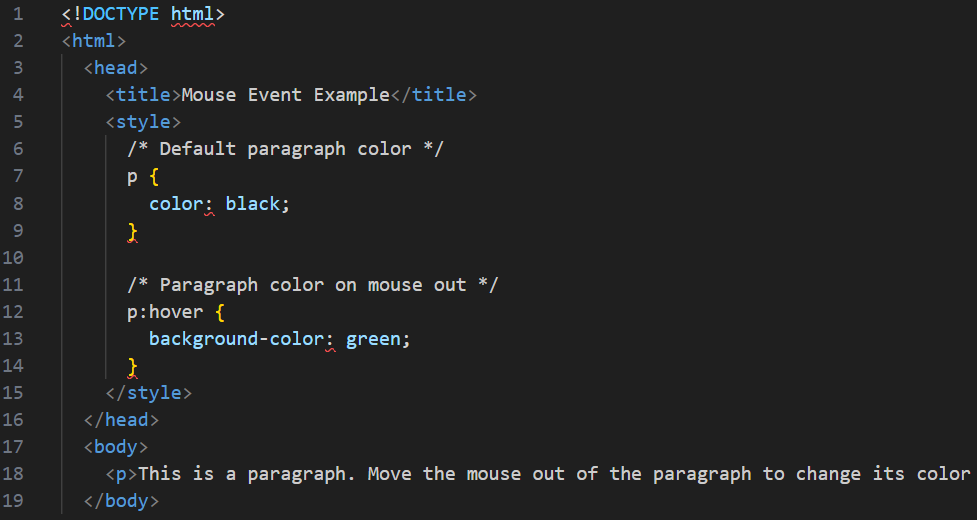 1 <!DOCTYPE html>
2 <html>
3 <head>
4 <title>Mouse Event Example</title>
5 <style>
6 /* Default paragraph color */
7 p {
8 color: black;
9 }
10
11 /* Paragraph color on mouse out */
12 p:hover {
13 background-color: green;
14 }
15 </style>
16 </head>
17 <body>
18 <p>This is a paragraph. Move the mouse out of the paragraph to change its color
19 </body>